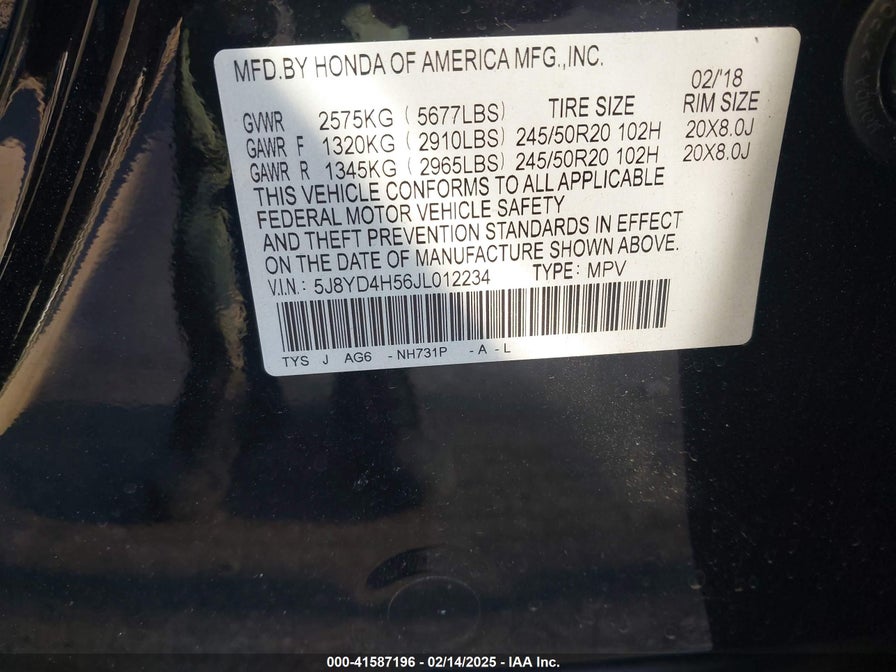 MFD.BY HONDA OF AMERICA MFG.,INC.
02/'18
GVWR 2575KG ( 5677LBS) TIRE SIZE RIM SIZE
GAWR F 1320KG ( 2910LBS) 245/50R20 102H 20X8.0J
GAWR R 1345KG ( 2965LBS) 245/50R20 102H 20X8.0J
THIS VEHICLE CONFORMS TO ALL APPLICABLE
FEDERAL MOTOR VEHICLE SAFETY
AND THEFT PREVENTION STANDARDS IN EFFECT
ON THE DATE OF MANUFACTURE SHOWN ABOVE.
V.I.N.: 5J8YD4H56JL012234 TYPE: MPV
TYS J AG6 -NH731P -A-L
000-41587196 - 02/14/2025 - IAA Inc.